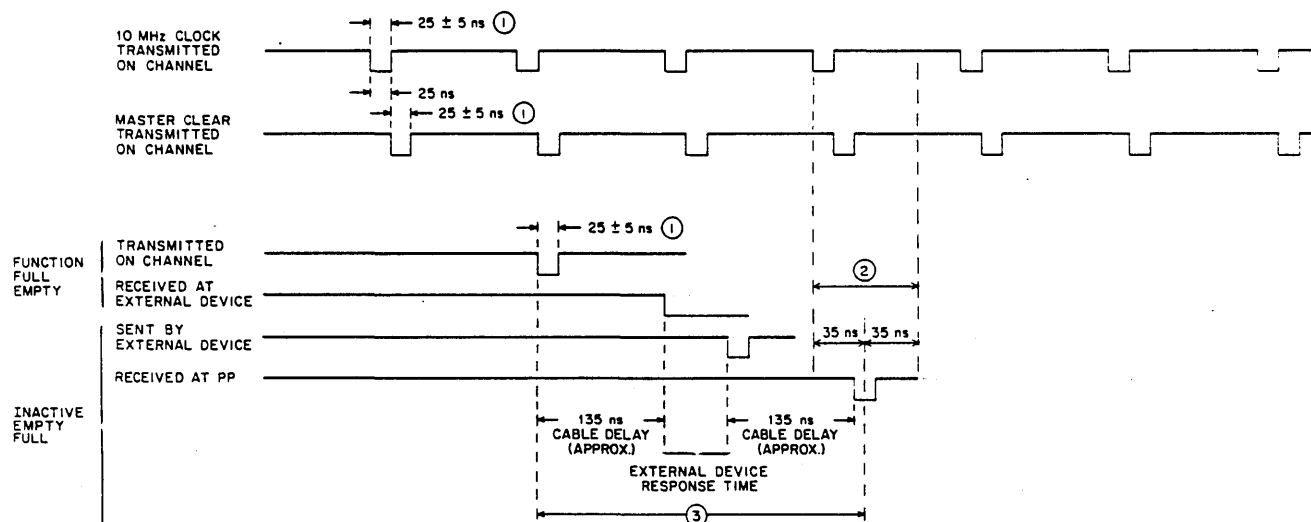 25 ± 5 ns ①
10 MHz CLOCK
TRANSMITTED
ON CHANNEL
25 ns
25 ± 5 ns ①
MASTER CLEAR
TRANSMITTED
ON CHANNEL
25 ± 5 ns ①
FUNCTION
FULL
EMPTY
TRANSMITTED
ON CHANNEL
RECEIVED AT
EXTERNAL DEVICE
②
SENT BY
EXTERNAL DEVICE
35 ns 35 ns
RECEIVED AT PP
INACTIVE
EMPTY
FULL
135 ns
CABLE DELAY
(APPROX.)
135 ns
CABLE DELAY
(APPROX.)
EXTERNAL DEVICE
RESPONSE TIME
③